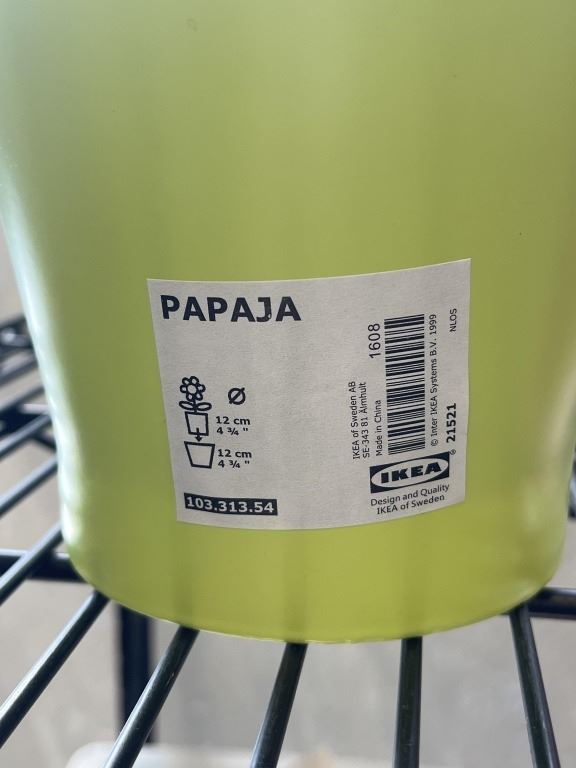 PAPAJA
Ø
12 cm
4 ¾ "
12 cm
4 ¾ "
103.313.54
IKEA of Sweden AB
SE-343 81 Älmhult
Made in China
1608
© Inter IKEA Systems B.V. 1999
21521
NLOS
IKEA®
Design and Quality
IKEA of Sweden